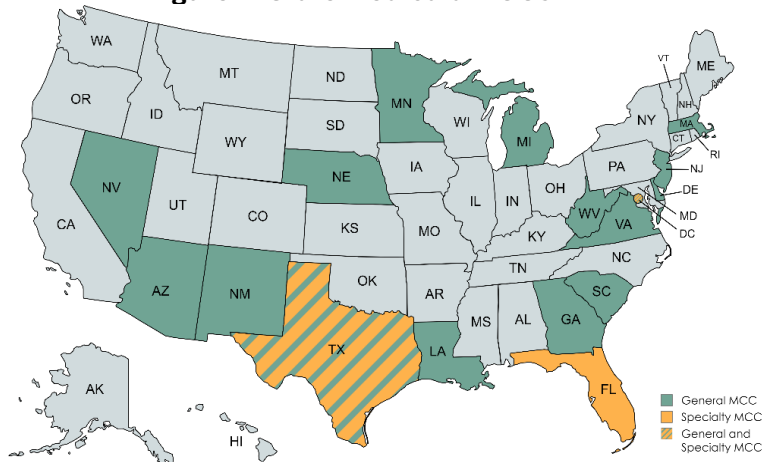 WA
MT
ND
MN
VT
ME
OR
ID
SD
WI
NY
NH
MA
WY
MI
CT
RI
NV
NE
IA
PA
NJ
UT
CO
IL
IN
OH
DE
CA
KS
MO
WV
VA
MD
KY
DC
AZ
NM
OK
AR
TN
NC
MS
AL
GA
SC
TX
LA
AK
HI
FL
General MCC
Specialty MCC
General and
Specialty MCC